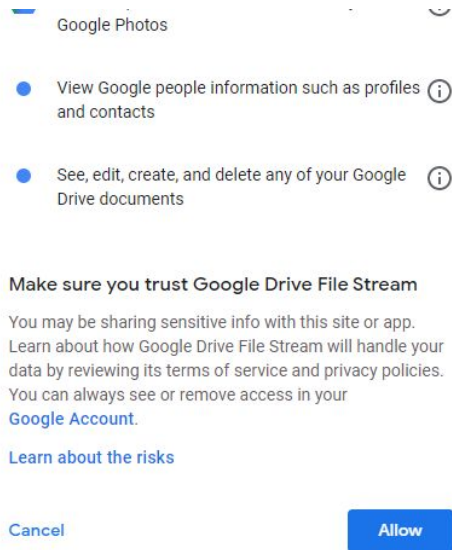 Google Photos
View Google people information such as profiles
and contacts
See, edit, create, and delete any of your Google
Drive documents
Make sure you trust Google Drive File Stream
You may be sharing sensitive info with this site or app.
Learn about how Google Drive File Stream will handle your
data by reviewing its terms of service and privacy policies.
You can always see or remove access in your
Google Account.
Learn about the risks
Cancel
Allow